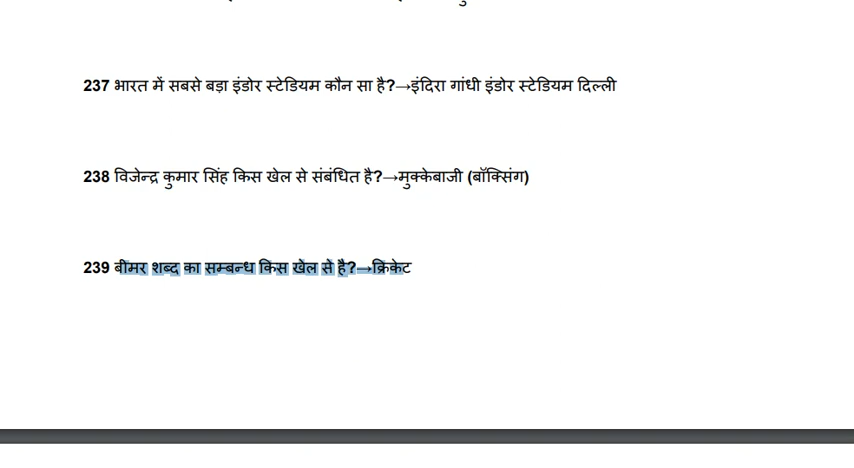 237 भारत में सबसे बड़ा इंडोर स्टेडियम कौन सा है?→इंदिरा गांधी इंडोर स्टेडियम दिल्ली
238 विजेन्द्र कुमार सिंह किस खेल से संबंधित है?→मुक्केबाजी (बॉक्सिंग)
239 बीमर शब्द का सम्बन्ध किस खेल से है?→क्रिकेट